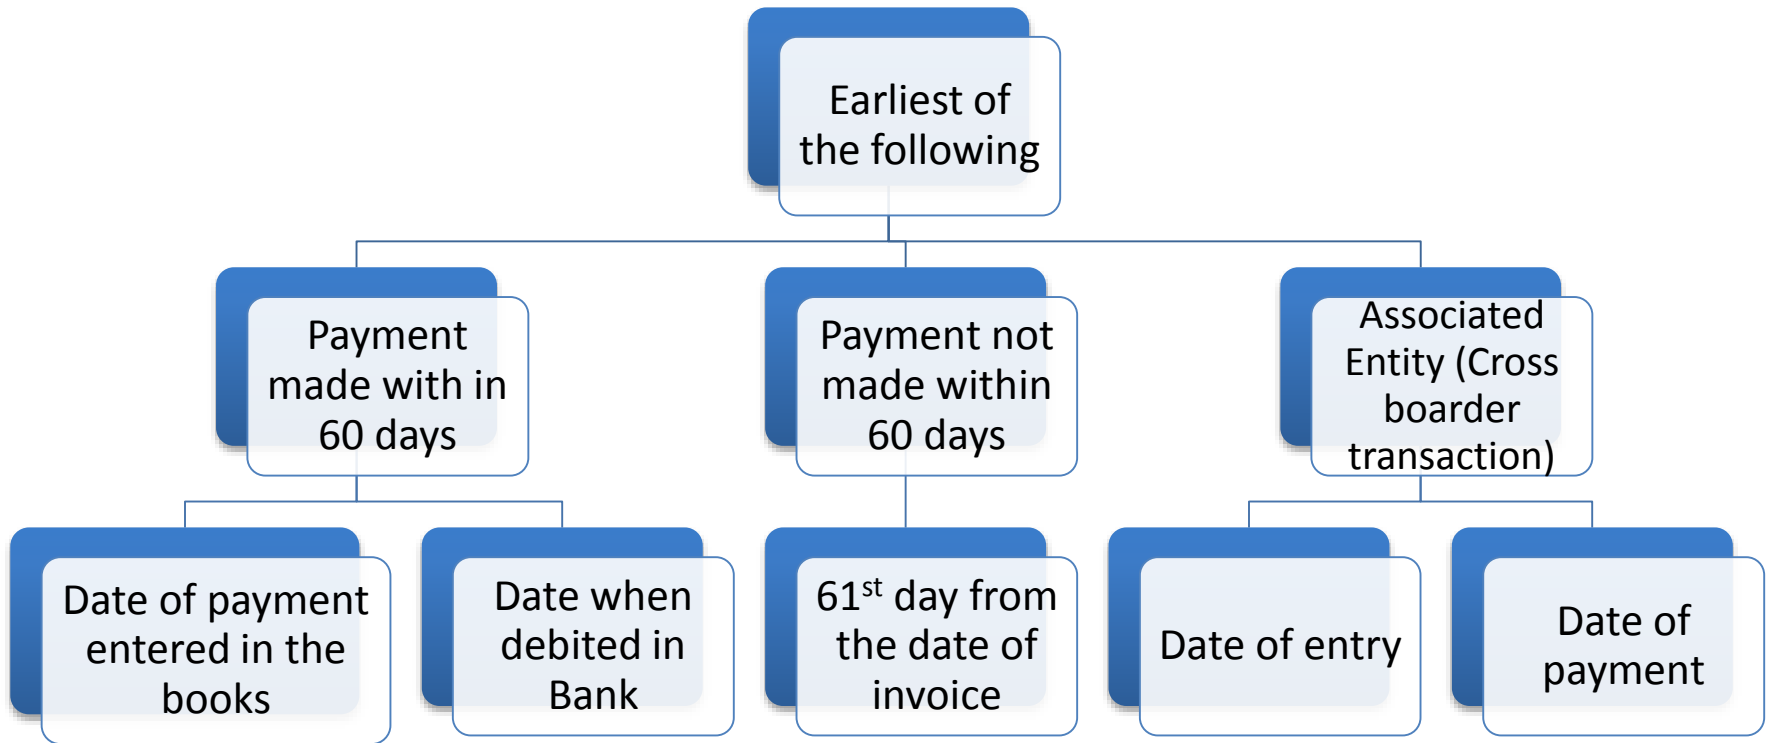 Earliest of
the following
Payment
made with in
60 days
Payment not
made within
60 days
Associated
Entity (Cross
boarder
transaction)
Date of payment
entered in the
books
Date when
debited in
Bank
61st day from
the date of
invoice
Date of entry
Date of
payment